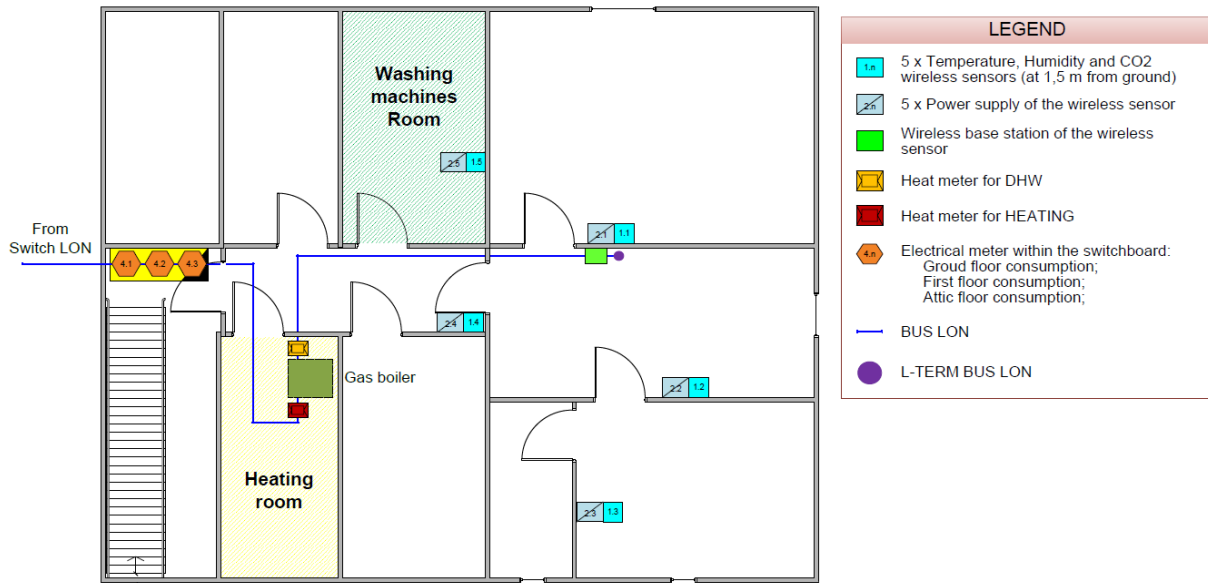 Washing
machines
Room
2.5 1.5
From
Switch LON
4.1 4.2 4.3
2.1 1.1
2.4 1.4
Gas boiler
2.2 1.2
Heating
room
2.3 1.3
LEGEND
1.n 5 x Temperature, Humidity and CO2
wireless sensors (at 1,5 m from ground)
2.n 5 x Power supply of the wireless sensor
Wireless base station of the wireless
sensor
Heat meter for DHW
Heat meter for HEATING
4.n Electrical meter within the switchboard:
Groud floor consumption;
First floor consumption;
Attic floor consumption;
BUS LON
L-TERM BUS LON